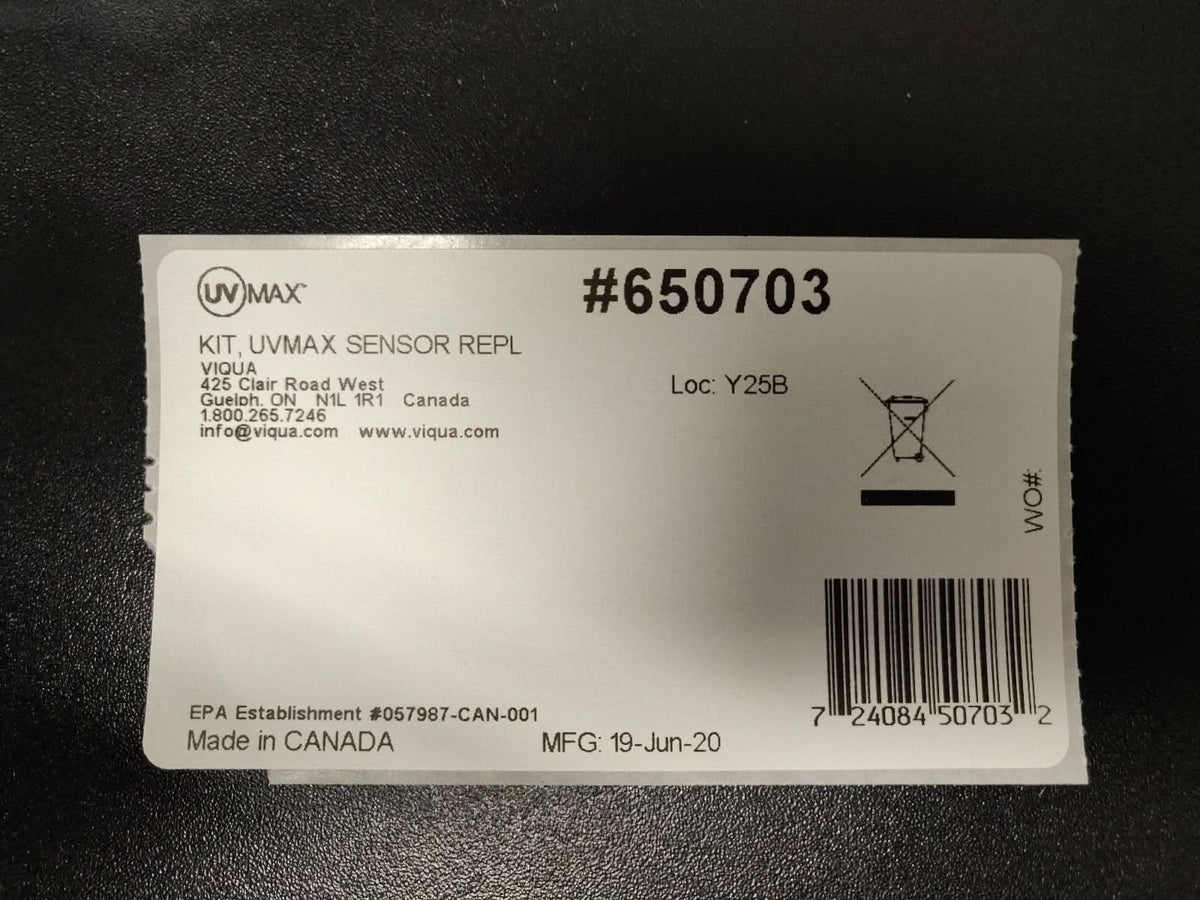 UVMAX™
#650703
KIT, UVMAX SENSOR REPL
VIQUA
425 Clair Road West
Guelph. ON N1L 1R1 Canada
1.800.265.7246
info@viqua.com www.viqua.com
Loc: Y25B
WO#:
7 24084 50703 2
EPA Establishment #057987-CAN-001
Made in CANADA MFG: 19-Jun-20